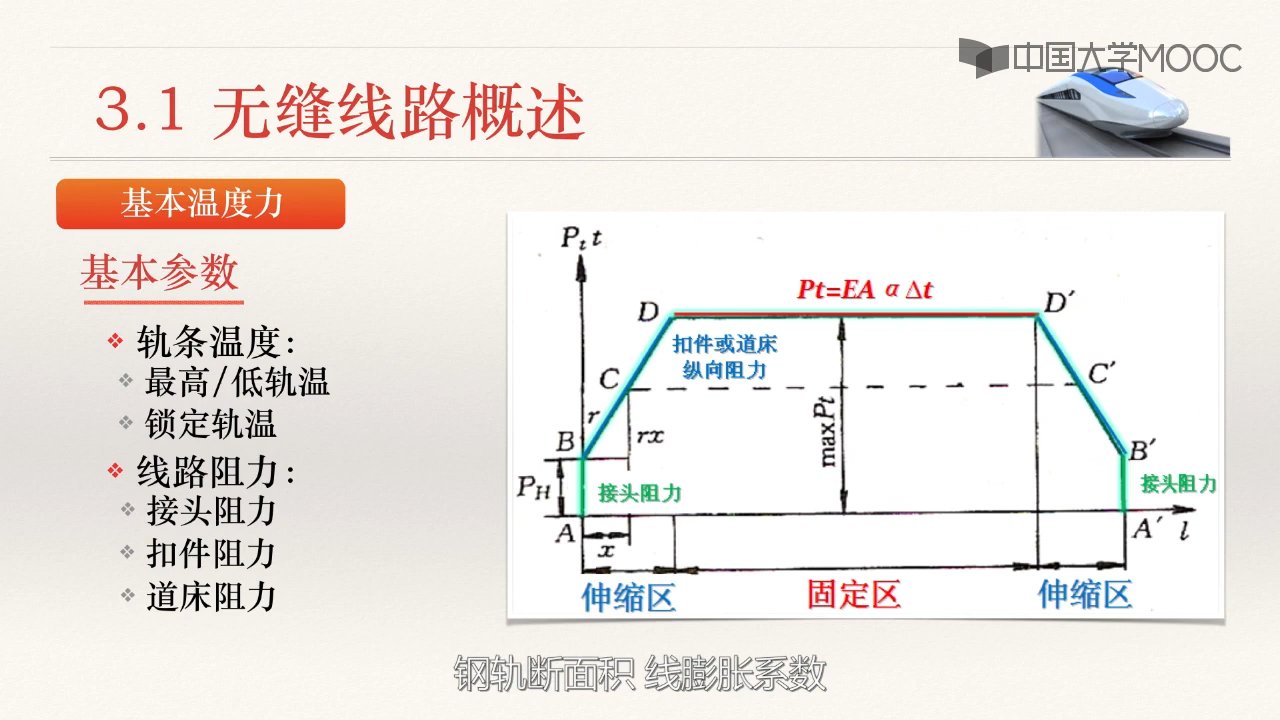 中国大学MOOC
3.1 无缝线路概述
基本温度力
基本参数
轨条温度：
最高/低轨温
锁定轨温
线路阻力：
接头阻力
扣件阻力
道床阻力
Pt t
Pt=EAαΔt
D
D′
扣件或道床
纵向阻力
C
C′
r
rx
maxPt
B
B′
PH
接头阻力
接头阻力
A
x
A′
l
伸缩区
固定区
伸缩区
钢轨断面积 线膨胀系数